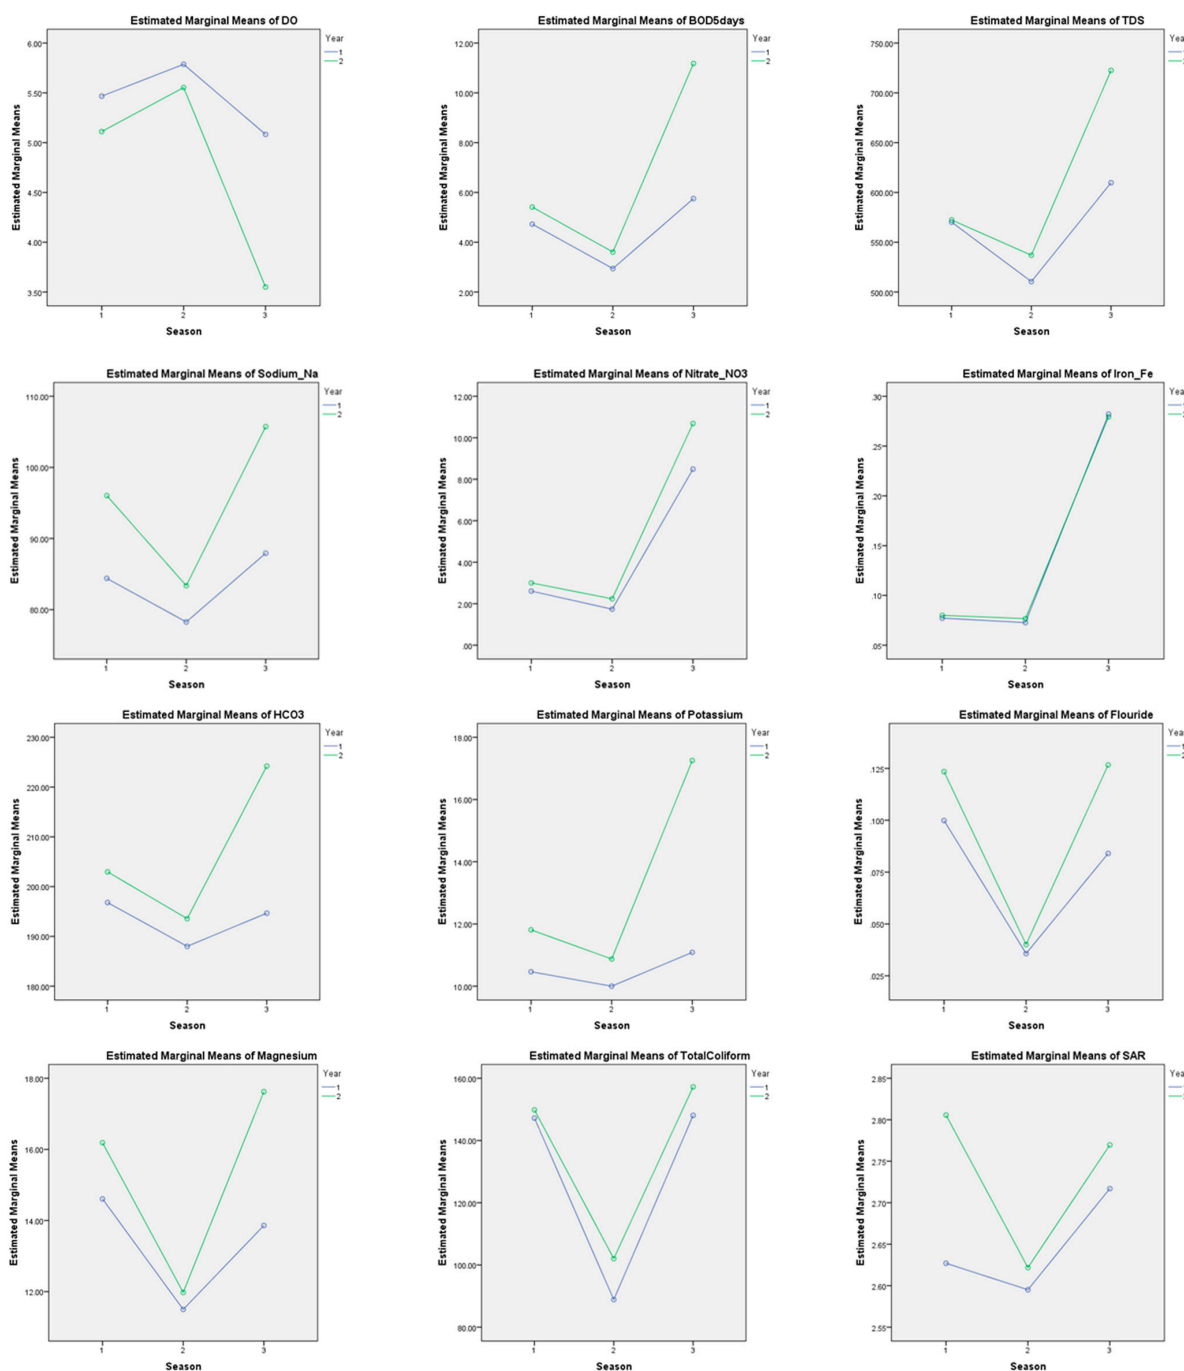 Estimated Marginal Means of DO
Year
1
2
6.00
5.50
5.00
4.50
4.00
3.50
Estimated Marginal Means
1 2 3
Season
Estimated Marginal Means of BOD5days
Year
1
2
12.00
10.00
8.00
6.00
4.00
2.00
Estimated Marginal Means
1 2 3
Season
Estimated Marginal Means of TDS
Yea
750.00
700.00
650.00
600.00
550.00
500.00
Estimated Marginal Means
1 2 3
Season
Estimated Marginal Means of Sodium_Na
Year
1
2
110.00
100.00
90.00
80.00
Estimated Marginal Means
1 2 3
Season
Estimated Marginal Means of Nitrate_NO3
Year
1
2
12.00
10.00
8.00
6.00
4.00
2.00
.00
Estimated Marginal Means
1 2 3
Season
Estimated Marginal Means of Iron_Fe
Yea
.30
.25
.20
.15
.10
.05
Estimated Marginal Means
1 2 3
Season
Estimated Marginal Means of HCO3
Year
1
2
230.00
220.00
210.00
200.00
190.00
180.00
Estimated Marginal Means
1 2 3
Season
Estimated Marginal Means of Potassium
Year
1
2
18.00
16.00
14.00
12.00
10.00
Estimated Marginal Means
1 2 3
Season
Estimated Marginal Means of Flouride
Yea
.125
.100
.075
.050
.025
Estimated Marginal Means
1 2 3
Season
Estimated Marginal Means of Magnesium
Year
1
2
18.00
16.00
14.00
12.00
Estimated Marginal Means
1 2 3
Season
Estimated Marginal Means of TotalColiform
Year
1
2
160.00
140.00
120.00
100.00
80.00
Estimated Marginal Means
1 2 3
Season
Estimated Marginal Means of SAR
Yea
2.85
2.80
2.75
2.70
2.65
2.60
2.55
Estimated Marginal Means
1 2 3
Season